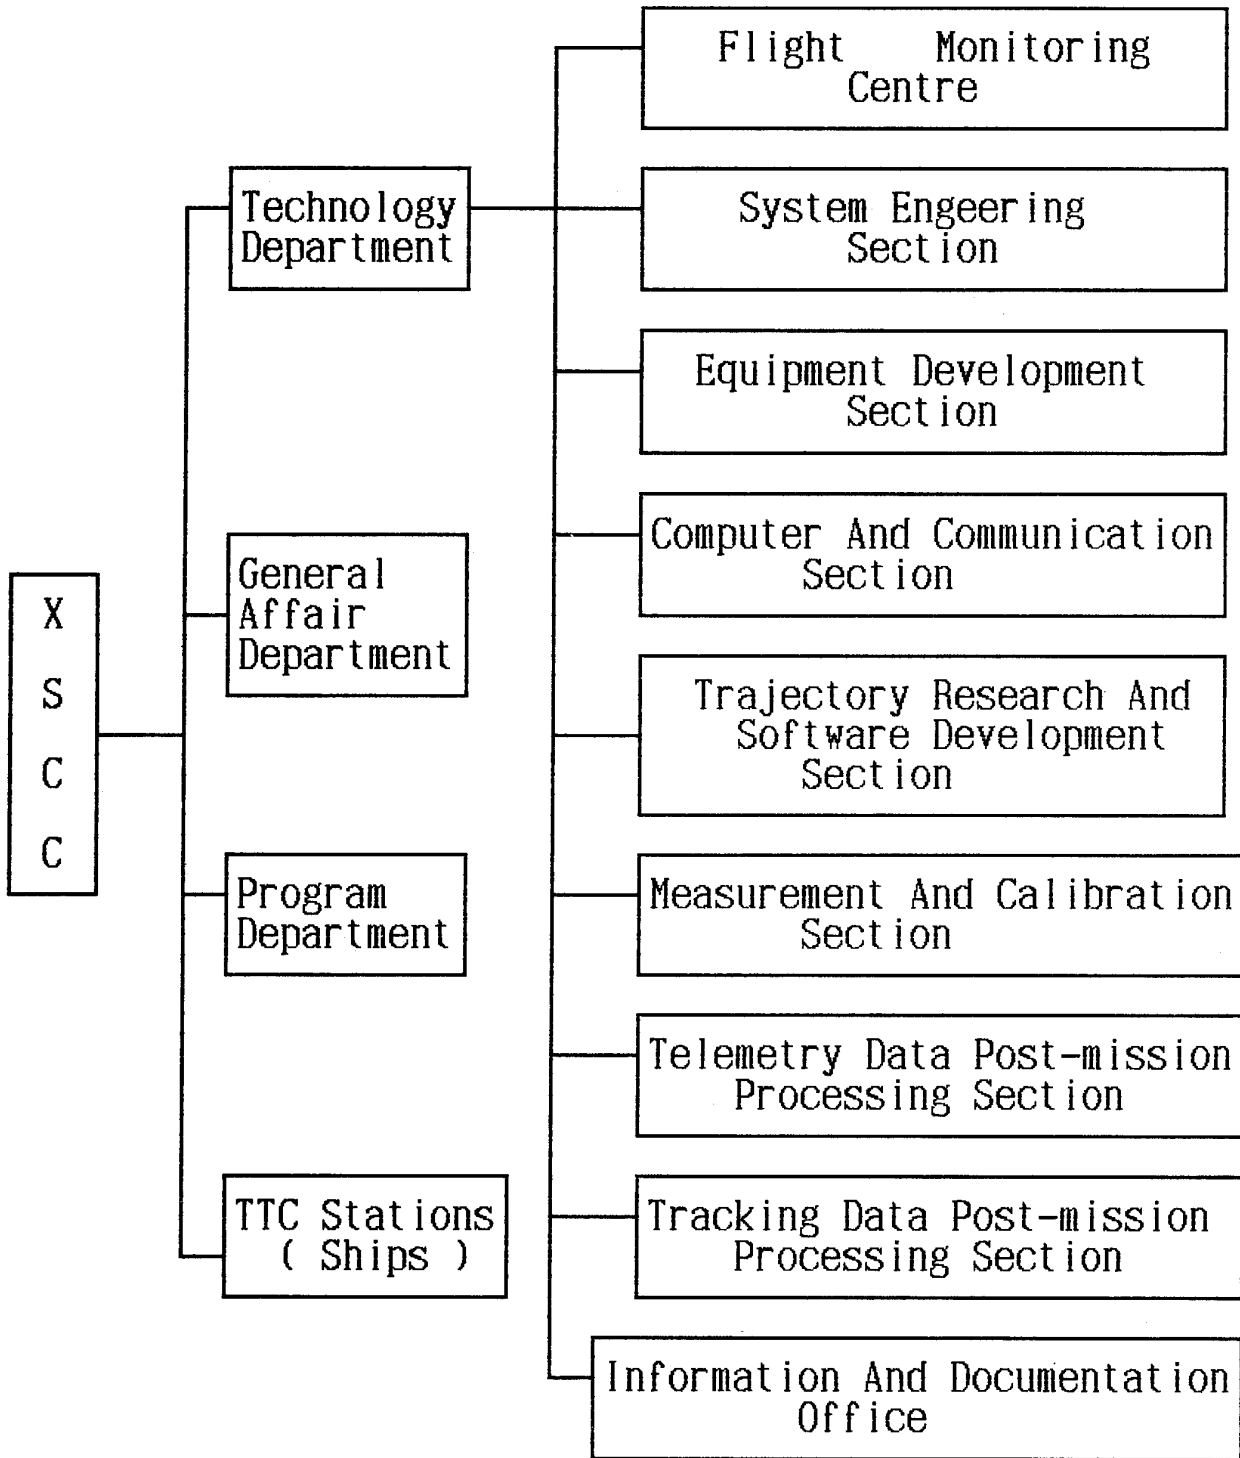 X
S
C
C
Technology
Department
General
Affair
Department
Program
Department
TTC Stations
( Ships )
Flight Monitoring
Centre
System Engeering
Section
Equipment Development
Section
Computer And Communication
Section
Trajectory Research And
Software Development
Section
Measurement And Calibration
Section
Telemetry Data Post-mission
Processing Section
Tracking Data Post-mission
Processing Section
Information And Documentation
Office